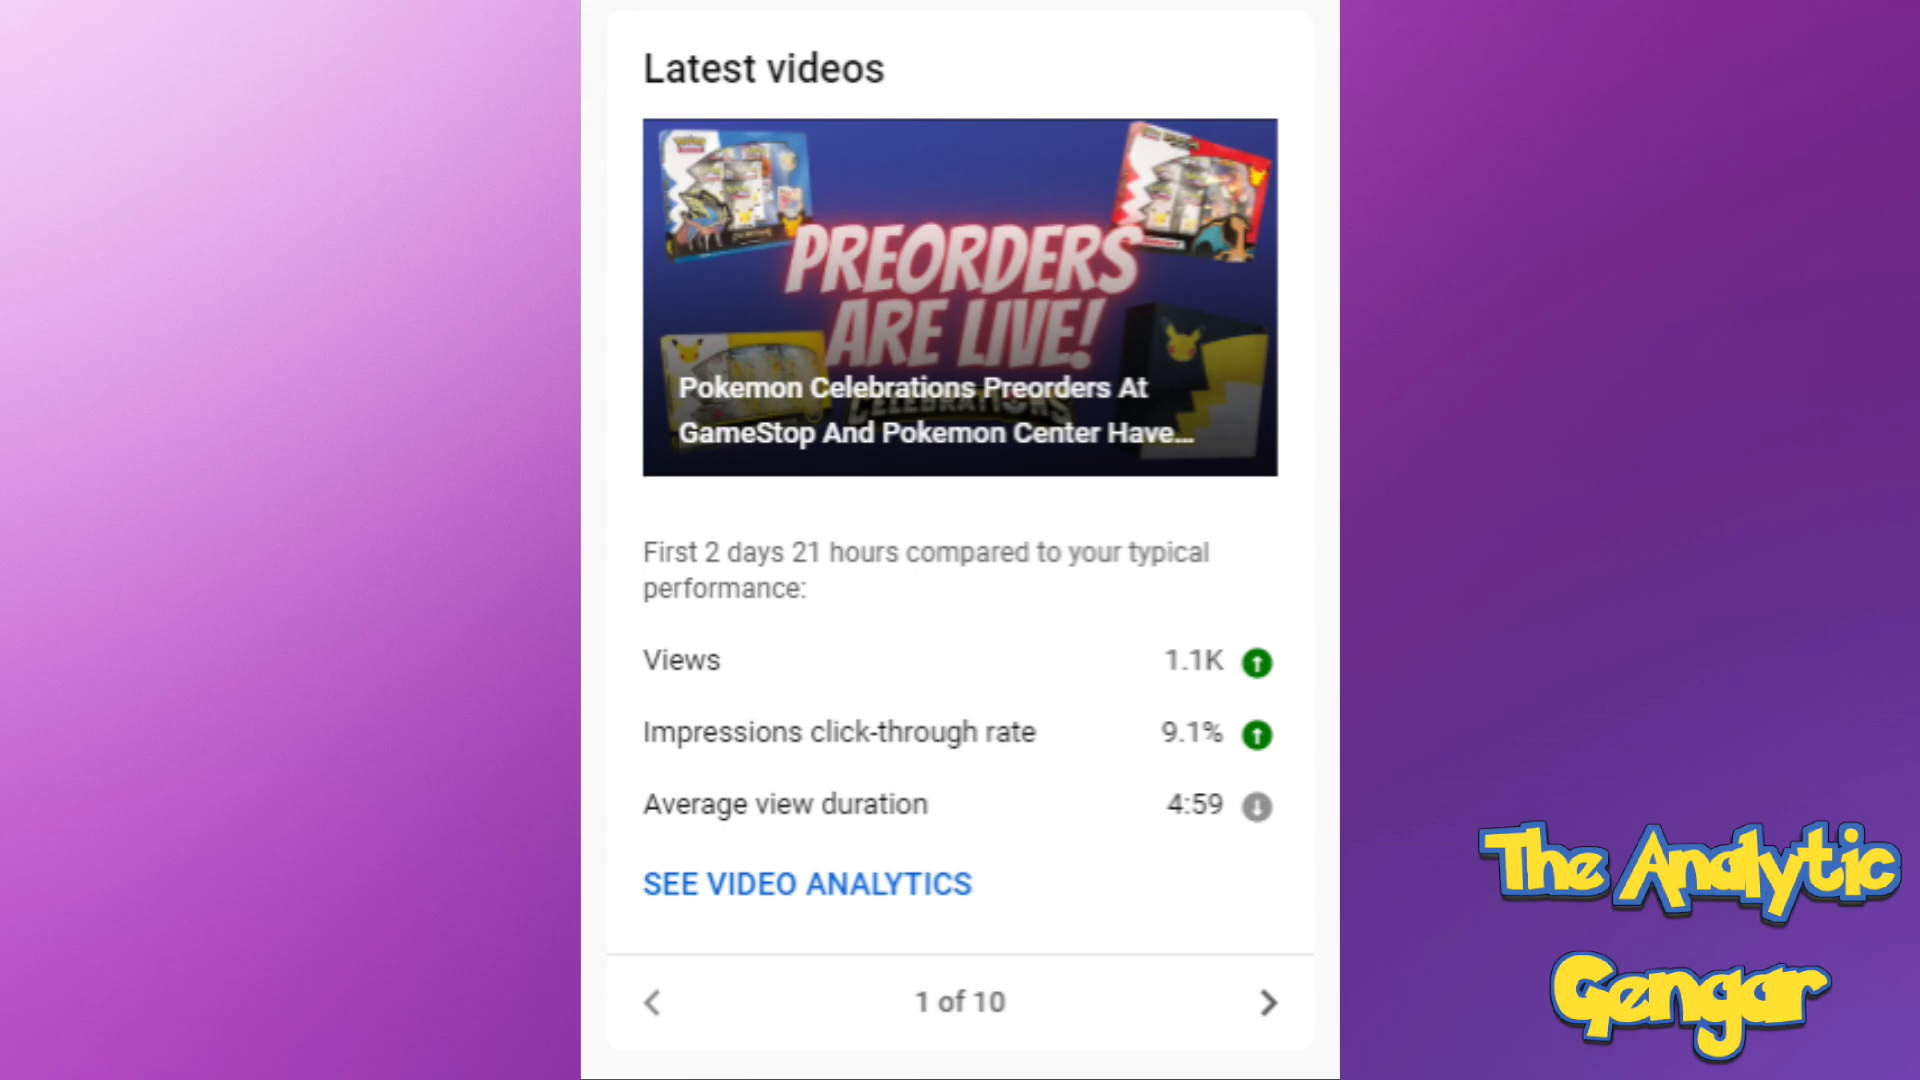 Latest videos
PREORDERS
ARE LIVE!
CELEBRATIONS
Pokemon Celebrations Preorders At
GameStop And Pokemon Center Have...
First 2 days 21 hours compared to your typical
performance:
Views 1.1K
Impressions click-through rate 9.1%
Average view duration 4:59
SEE VIDEO ANALYTICS
1 of 10
The Analytic
Gengar